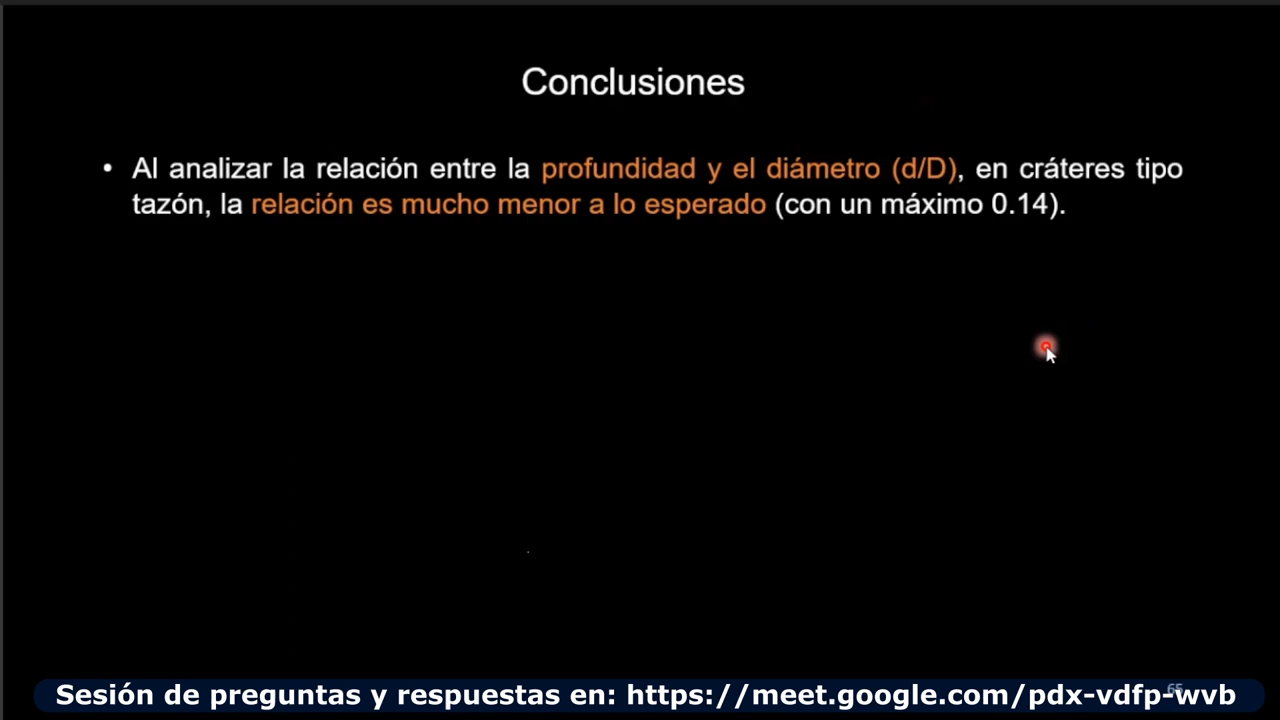 Conclusiones
• Al analizar la relación entre la profundidad y el diámetro (d/D), en cráteres tipo
tazón, la relación es mucho menor a lo esperado (con un máximo 0.14).
Sesión de preguntas y respuestas en: https://meet.google.com/pdx-vdfp-wvb